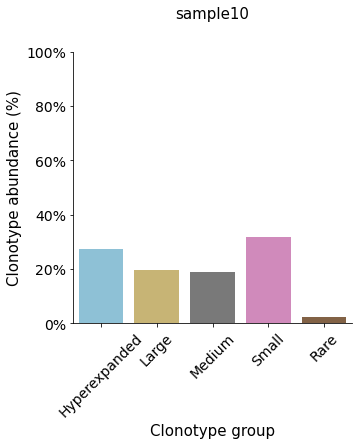 sample10
100%
80%
60%
40%
20%
0%
Clonotype abundance (%)
Hyperexpanded
Large
Medium
Small
Rare
Clonotype group